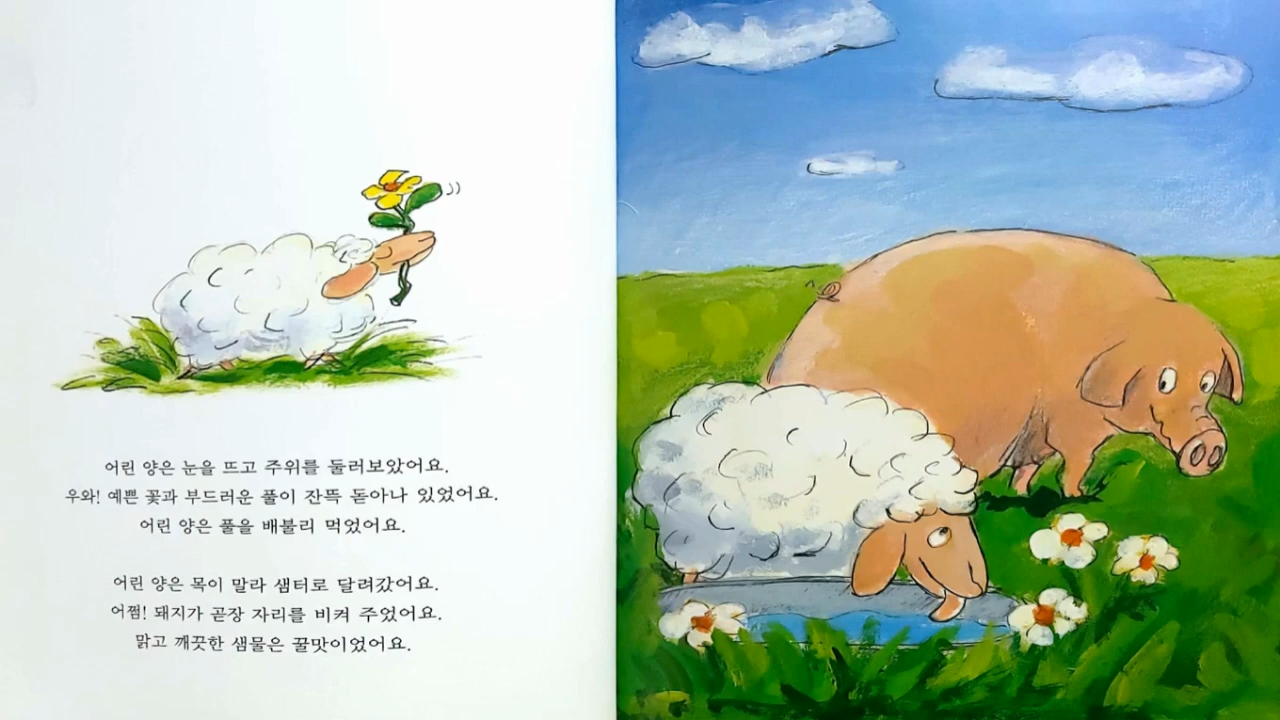 어린 양은 눈을 뜨고 주위를 둘러보았어요.
우와! 예쁜 꽃과 부드러운 풀이 잔뜩 돋아나 있었어요.
어린 양은 풀을 배불리 먹었어요.
어린 양은 목이 말라 샘터로 달려갔어요.
어쩜! 돼지가 곧장 자리를 비켜 주었어요.
맑고 깨끗한 샘물은 꿀맛이었어요.